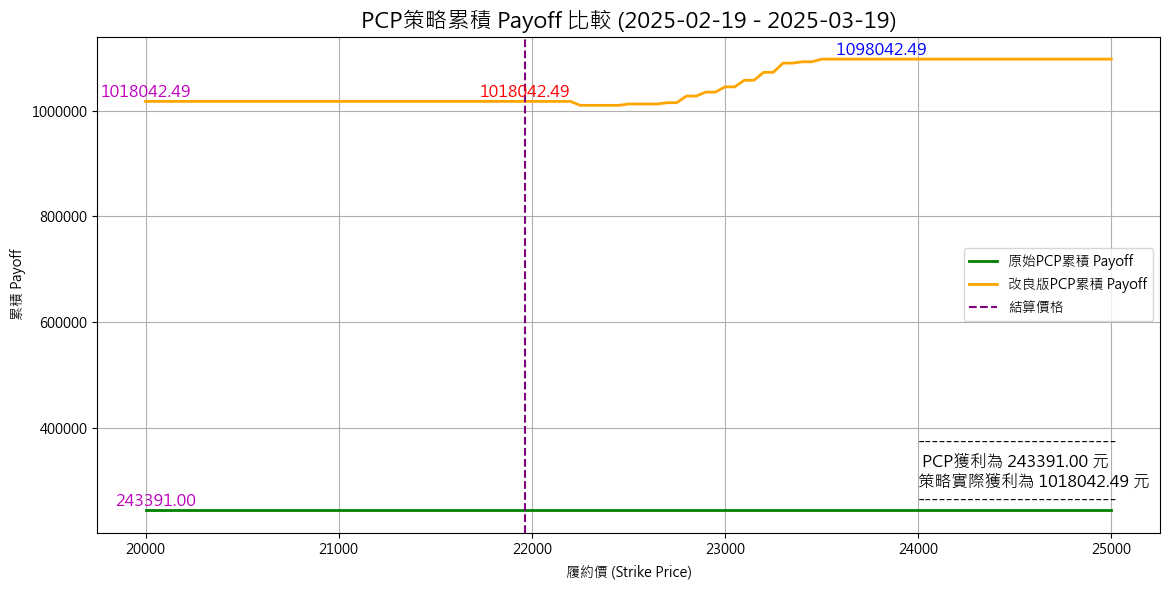 PCP策略累積 Payoff 比較 (2025-02-19 - 2025-03-19)
1098042.49
1018042.49
1018042.49
1000000
800000
600000
400000
累積 Payoff
原始PCP累積 Payoff
改良版PCP累積 Payoff
結算價格
PCP獲利為 243391.00 元
策略實際獲利為 1018042.49 元
243391.00
20000
21000
22000
23000
24000
25000
履約價 (Strike Price)